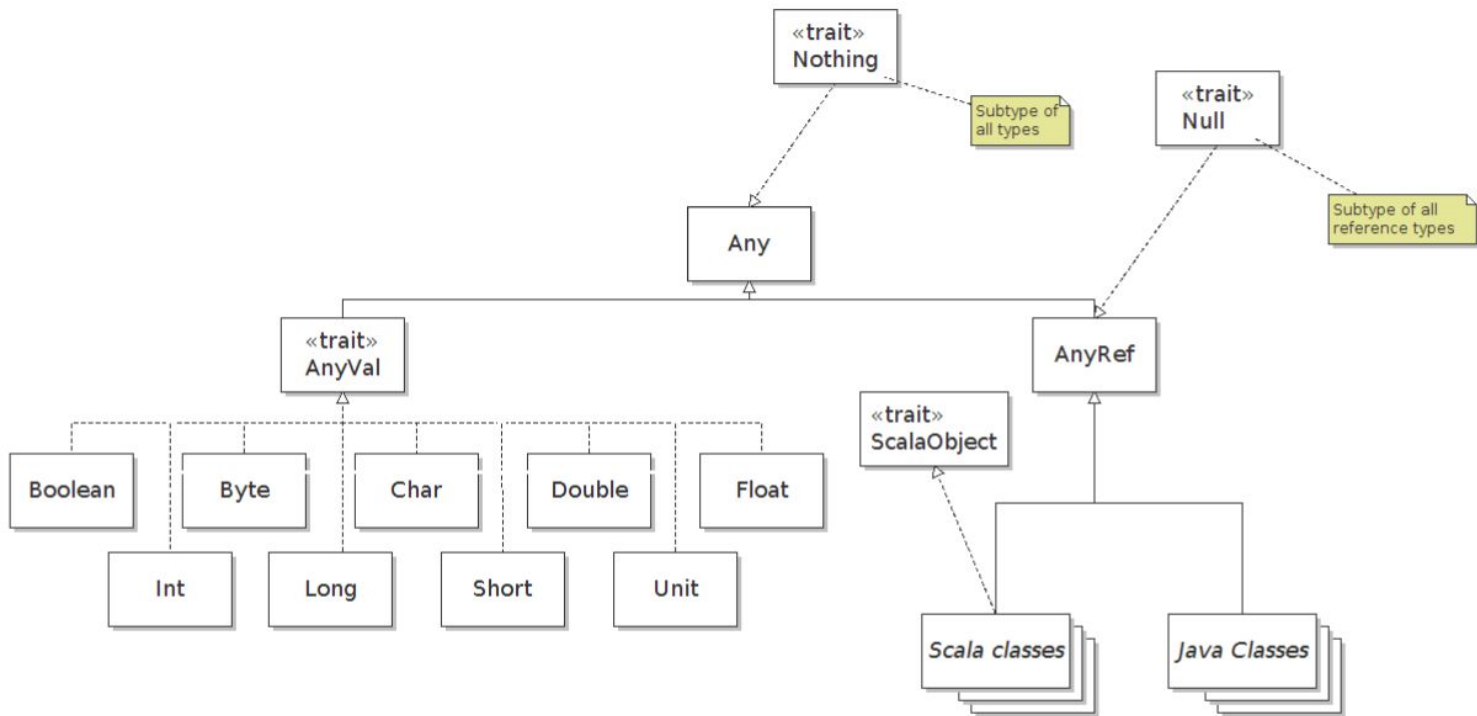 «trait»
Nothing
Subtype of
all types
«trait»
Null
Subtype of all
reference types
Any
«trait»
AnyVal
AnyRef
«trait»
ScalaObject
Boolean
Byte
Char
Double
Float
Int
Long
Short
Unit
Scala classes
Java Classes